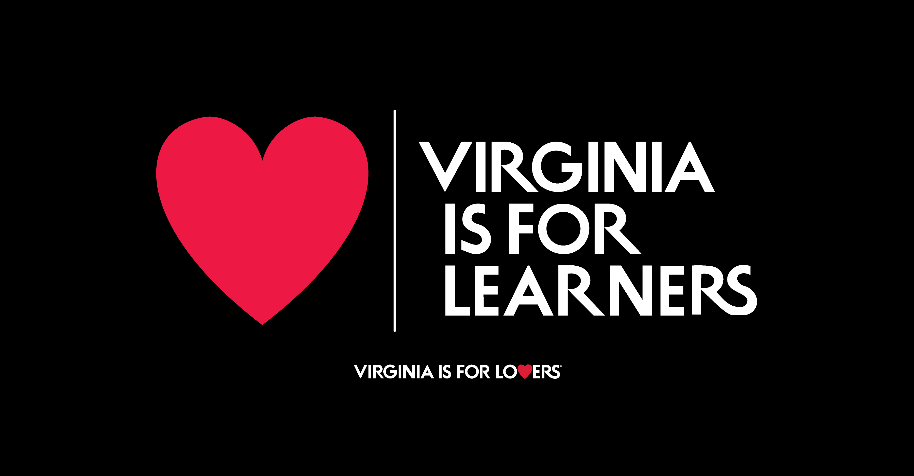 VIRGINIA
IS FOR
LEARNERS
VIRGINIA IS FOR LO♥ERS